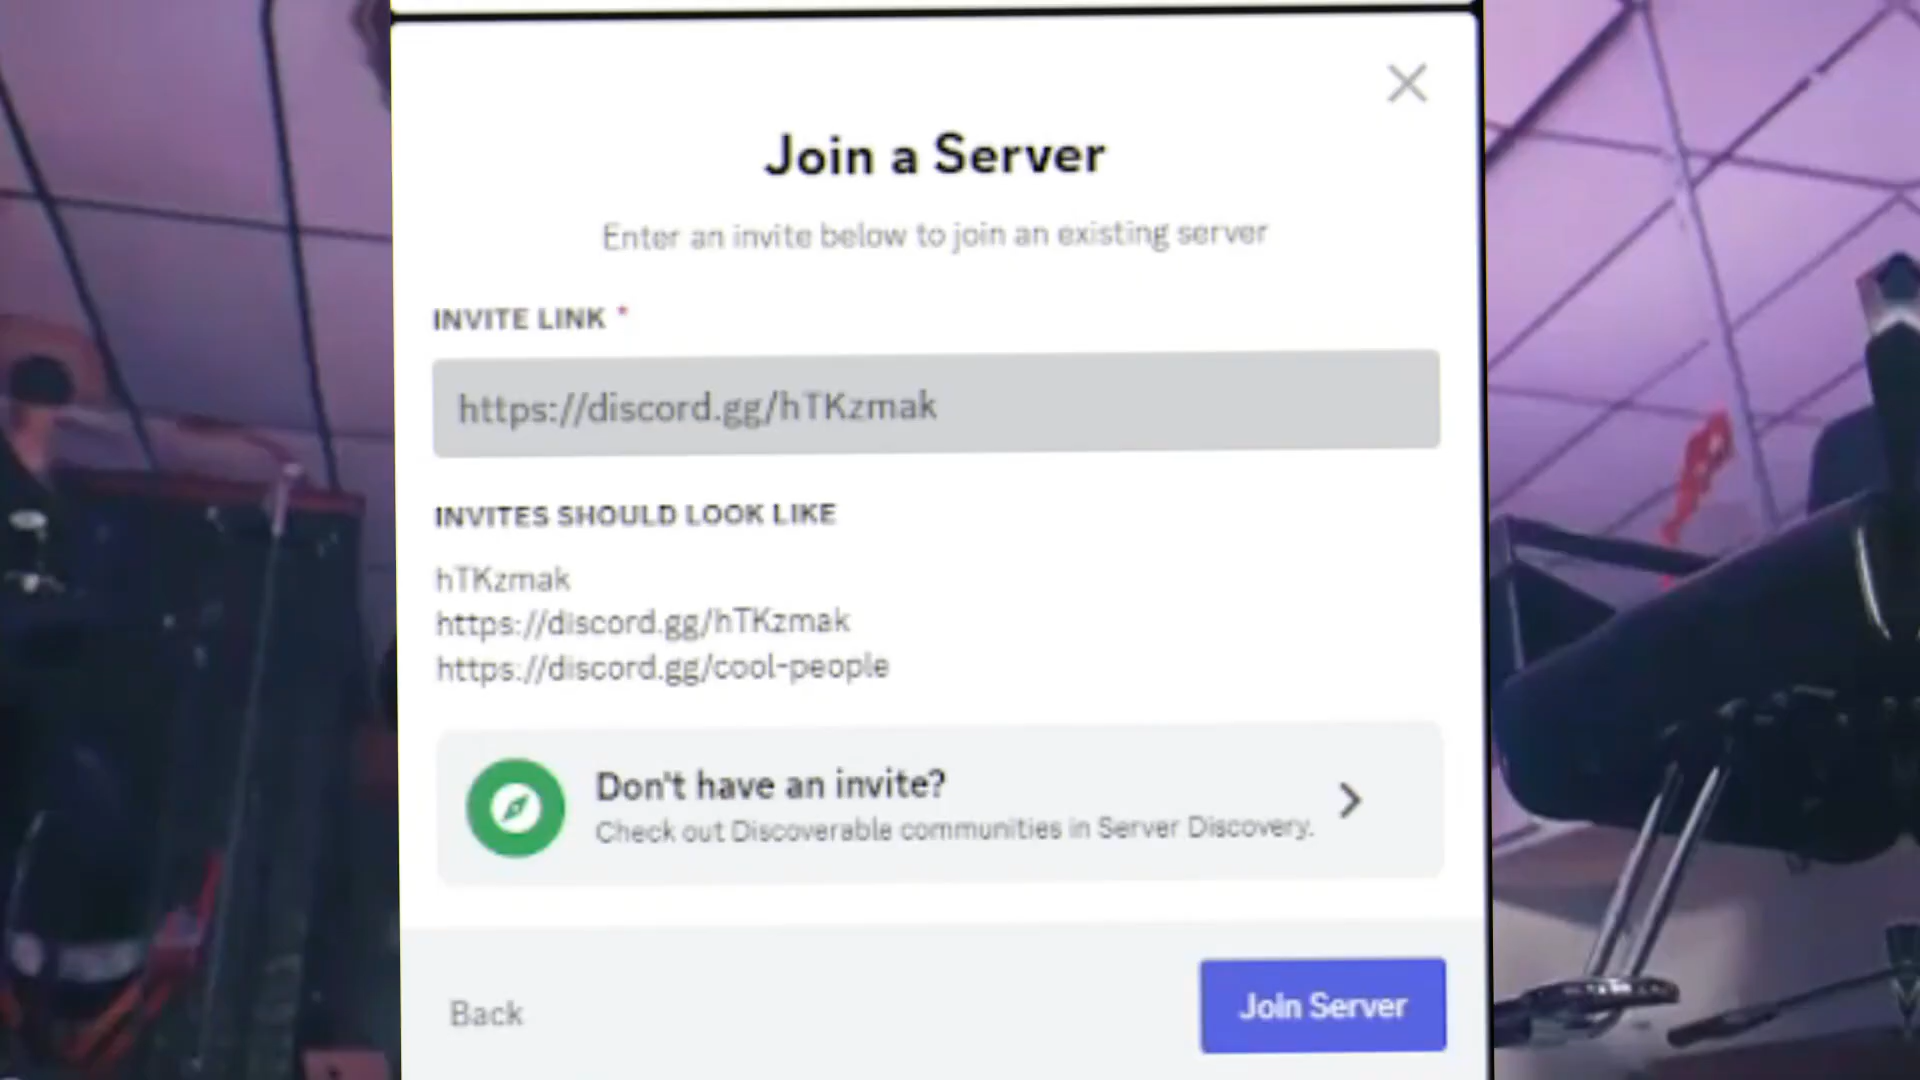 Join a Server
Enter an invite below to join an existing server
INVITE LINK *
https://discord.gg/hTKzmak
INVITES SHOULD LOOK LIKE
hTKzmak
https://discord.gg/hTKzmak
https://discord.gg/cool-people
Don't have an invite?
Check out Discoverable communities in Server Discovery.
Back
Join Server